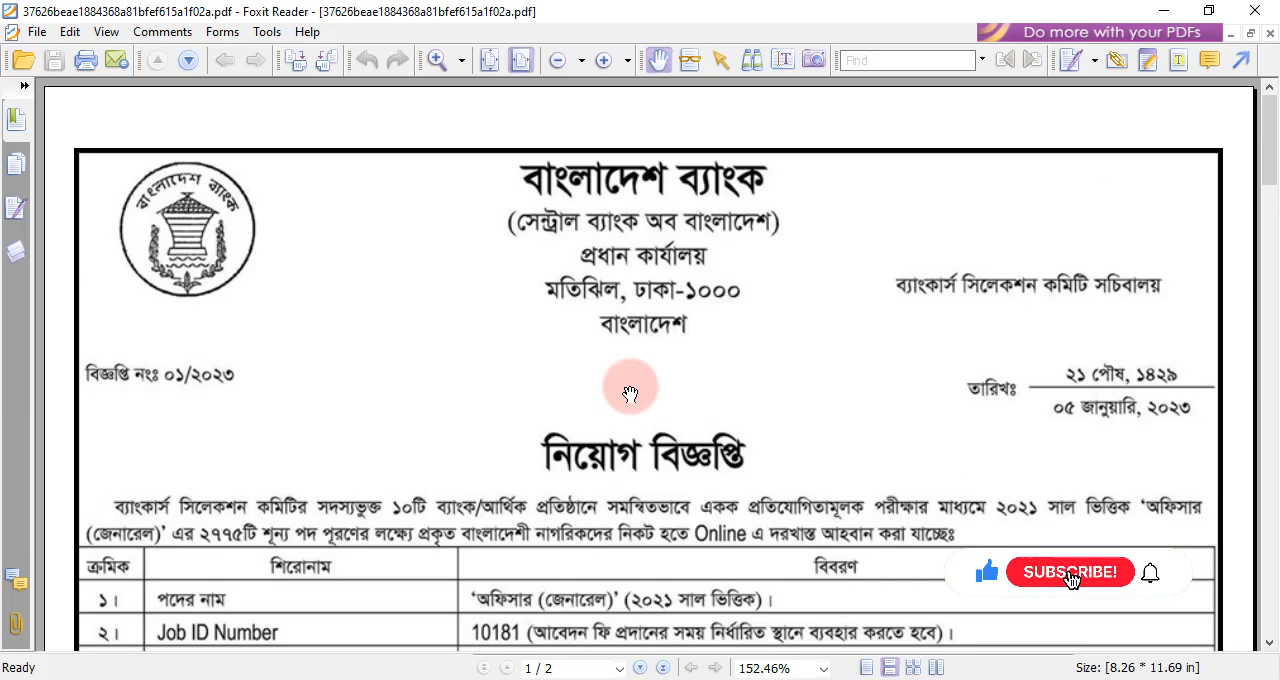 37626beae1884368a81bfef615a1f02a.pdf - Foxit Reader - [37626beae1884368a81bfef615a1f02a.pdf]
File Edit View Comments Forms Tools Help
Do more with your PDFs
Find
বাংলাদেশ ব্যাংক
বাংলাদেশ ব্যাংক
(সেন্ট্রাল ব্যাংক অব বাংলাদেশ)
প্রধান কার্যালয়
মতিঝিল, ঢাকা-১০০০
ব্যাংকার্স সিলেকশন কমিটি সচিবালয়
বাংলাদেশ
বিজ্ঞপ্তি নংঃ ০১/২০২৩
তারিখঃ ২১ পৌষ, ১৪২৯
০৫ জানুয়ারি, ২০২৩
নিয়োগ বিজ্ঞপ্তি
ব্যাংকার্স সিলেকশন কমিটির সদস্যভুক্ত ১০টি ব্যাংক/আর্থিক প্রতিষ্ঠানে সমন্বিতভাবে একক প্রতিযোগিতামূলক পরীক্ষার মাধ্যমে ২০২১ সাল ভিত্তিক ‘অফিসার
(জেনারেল)’ এর ২৭৭৫টি শূন্য পদ পূরণের লক্ষ্যে প্রকৃত বাংলাদেশী নাগরিকদের নিকট হতে Online এ দরখাস্ত আহবান করা যাচ্ছেঃ
ক্রমিক শিরোনাম বিবরণ
SUBSCRIBE!
১। পদের নাম ‘অফিসার (জেনারেল)’ (২০২১ সাল ভিত্তিক)।
২। Job ID Number 10181 (আবেদন ফি প্রদানের সময় নির্ধারিত স্থানে ব্যবহার করতে হবে)।
Ready 1 / 2 152.46% Size: [8.26 * 11.69 in]